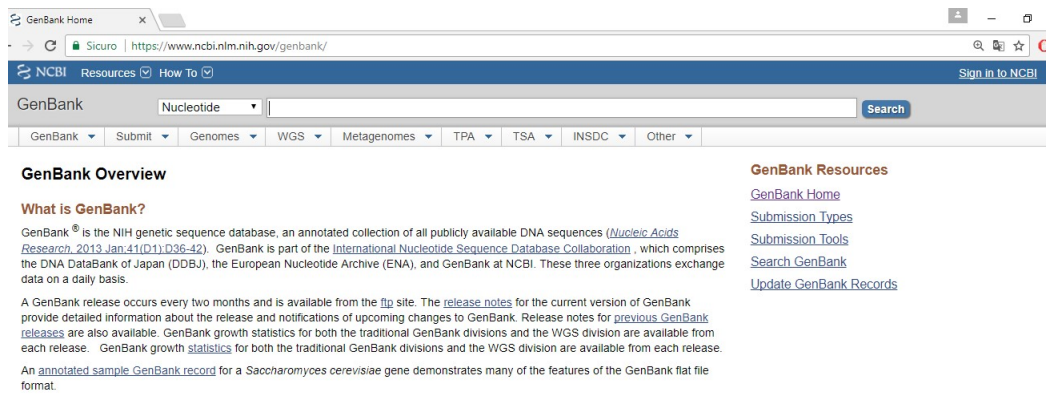 GenBank Home
Sicuro | https://www.ncbi.nlm.nih.gov/genbank/
NCBI Resources How To Sign in to NCBI
GenBank Nucleotide Search
GenBank Submit Genomes WGS Metagenomes TPA TSA INSDC Other
GenBank Overview
What is GenBank?
GenBank ® is the NIH genetic sequence database, an annotated collection of all publicly available DNA sequences (Nucleic Acids
Research, 2013 Jan;41(D1):D36-42). GenBank is part of the International Nucleotide Sequence Database Collaboration , which comprises
the DNA DataBank of Japan (DDBJ), the European Nucleotide Archive (ENA), and GenBank at NCBI. These three organizations exchange
data on a daily basis.
A GenBank release occurs every two months and is available from the ftp site. The release notes for the current version of GenBank
provide detailed information about the release and notifications of upcoming changes to GenBank. Release notes for previous GenBank
releases are also available. GenBank growth statistics for both the traditional GenBank divisions and the WGS division are available from
each release. GenBank growth statistics for both the traditional GenBank divisions and the WGS division are available from each release.
An annotated sample GenBank record for a Saccharomyces cerevisiae gene demonstrates many of the features of the GenBank flat file
format.
GenBank Resources
GenBank Home
Submission Types
Submission Tools
Search GenBank
Update GenBank Records